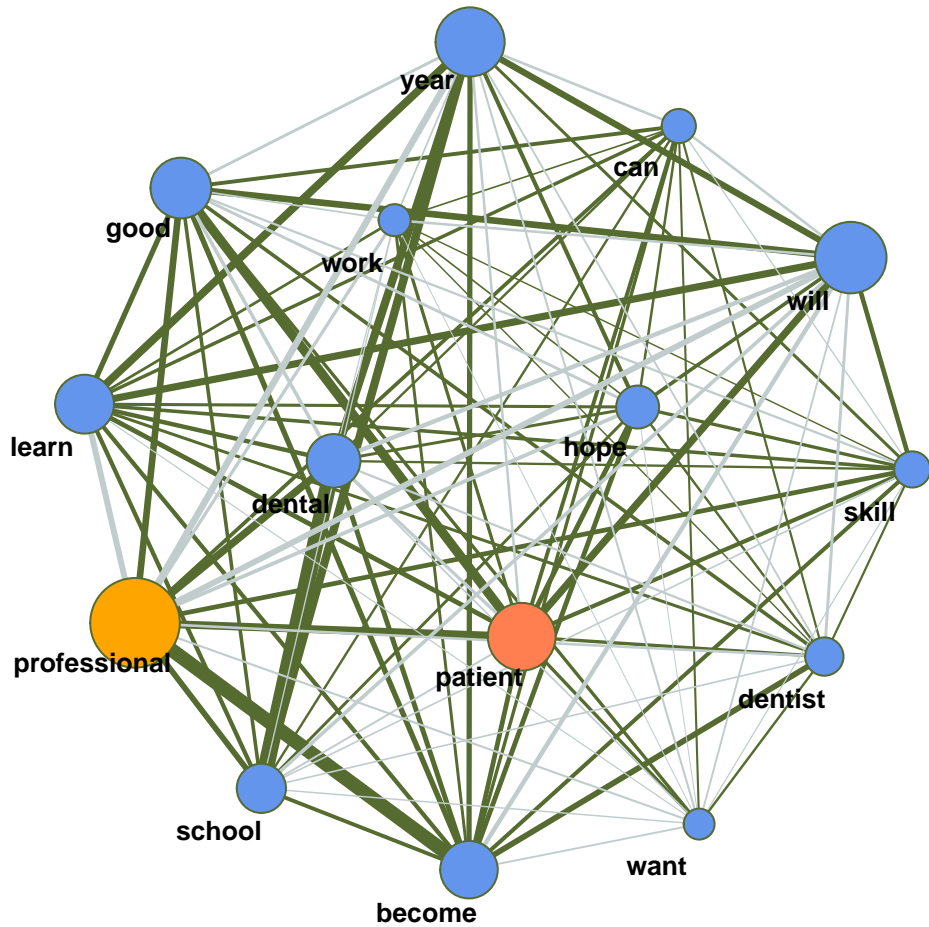 year
can
good
work
will
learn
hope
dental
skill
professional
patient
dentist
school
want
become